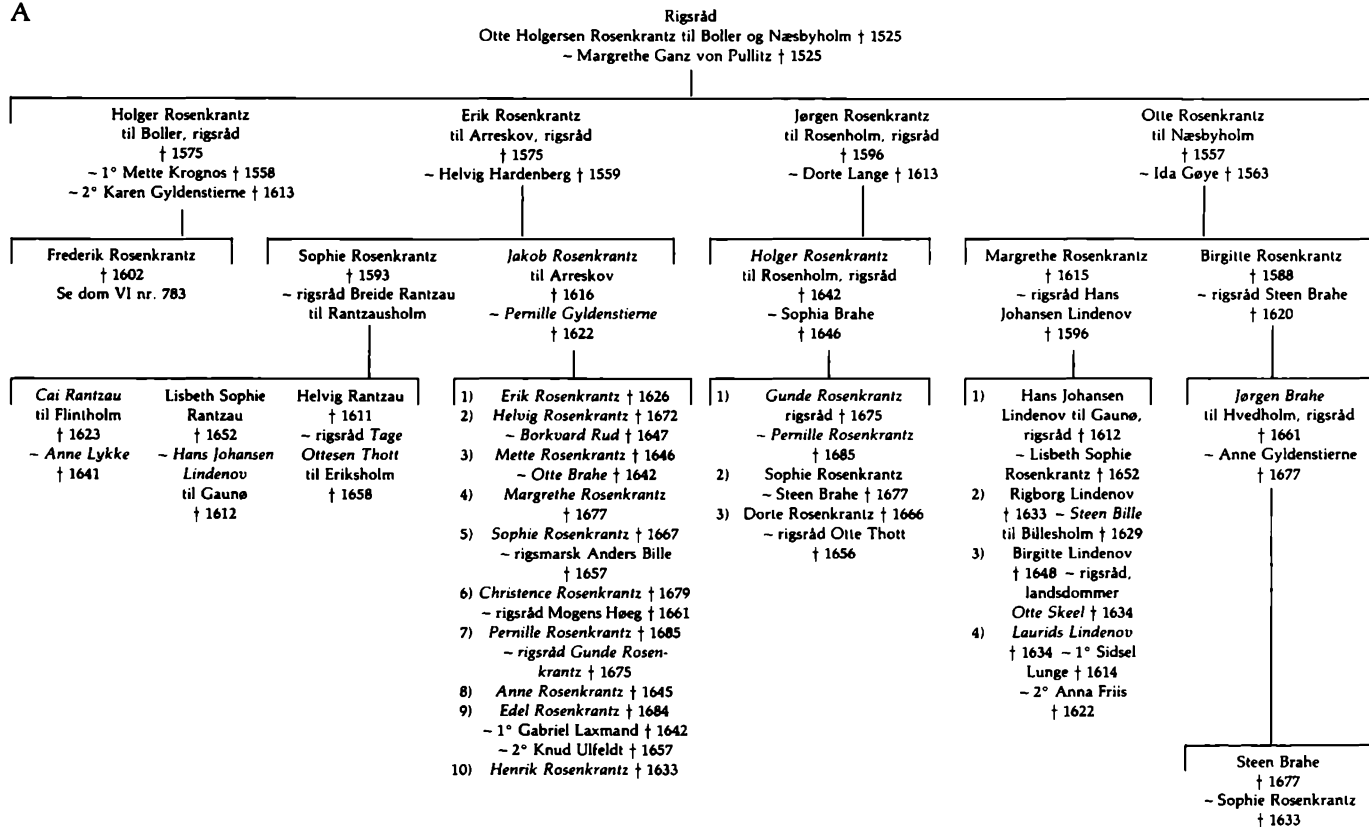 A
Rigsråd
Otte Holgersen Rosenkrantz til Boller og Næsbyholm † 1525
~ Margrethe Ganz von Pullitz † 1525
Holger Rosenkrantz
til Boller, rigsråd
† 1575
~ 1° Mette Krognos † 1558
~ 2° Karen Gyldenstierne † 1613
Erik Rosenkrantz
til Arreskov, rigsråd
† 1575
~ Helvig Hardenberg † 1559
Jørgen Rosenkrantz
til Rosenholm, rigsråd
† 1596
~ Dorte Lange † 1613
Otte Rosenkrantz
til Næsbyholm
† 1557
~ Ida Gøye † 1563
Frederik Rosenkrantz
† 1602
Se dom VI nr. 783
Sophie Rosenkrantz
† 1593
~ rigsråd Breide Rantzau
til Rantzausholm
Jakob Rosenkrantz
til Arreskov
† 1616
~ Pernille Gyldenstierne
† 1622
Holger Rosenkrantz
til Rosenholm, rigsråd
† 1642
~ Sophia Brahe
† 1646
Margrethe Rosenkrantz
† 1615
~ rigsråd Hans
Johansen Lindenov
† 1596
Birgitte Rosenkrantz
† 1588
~ rigsråd Steen Brahe
† 1620
Cai Rantzau
til Flintholm
† 1623
~ Anne Lykke
† 1641
Lisbeth Sophie
Rantzau
† 1652
~ Hans Johansen
Lindenov
til Gaunø
† 1612
Helvig Rantzau
† 1611
~ rigsråd Tage
Ottesen Thott
til Eriksholm
† 1658
1) Erik Rosenkrantz † 1626
2) Helvig Rosenkrantz † 1672
~ Borkvard Rud † 1647
3) Mette Rosenkrantz † 1646
~ Otte Brahe † 1642
4) Margrethe Rosenkrantz
† 1677
5) Sophie Rosenkrantz † 1667
~ rigsmarsk Anders Bille
† 1657
6) Christence Rosenkrantz † 1679
~ rigsråd Mogens Høeg † 1661
7) Pernille Rosenkrantz † 1685
~ rigsråd Gunde Rosen-
krantz † 1675
8) Anne Rosenkrantz † 1645
9) Edel Rosenkrantz † 1684
~ 1° Gabriel Laxmand † 1642
~ 2° Knud Ulfeldt † 1657
10) Henrik Rosenkrantz † 1633
1) Gunde Rosenkrantz
rigsråd † 1675
~ Pernille Rosenkrantz
† 1685
2) Sophie Rosenkrantz
~ Steen Brahe † 1677
3) Dorte Rosenkrantz † 1666
~ rigsråd Otte Thott
† 1656
1) Hans Johansen
Lindenov til Gaunø,
rigsråd † 1612
~ Lisbeth Sophie
Rosenkrantz † 1652
2) Rigborg Lindenov
† 1633 ~ Steen Bille
til Billesholm † 1629
3) Birgitte Lindenov
† 1648 ~ rigsråd,
landsdommer
Otte Skeel † 1634
4) Laurids Lindenov
† 1634 ~ 1° Sidsel
Lunge † 1614
~ 2° Anna Friis
† 1622
Jørgen Brahe
til Hvedholm, rigsråd
† 1661
~ Anne Gyldenstierne
† 1677
Steen Brahe
† 1677
~ Sophie Rosenkrantz
† 1633